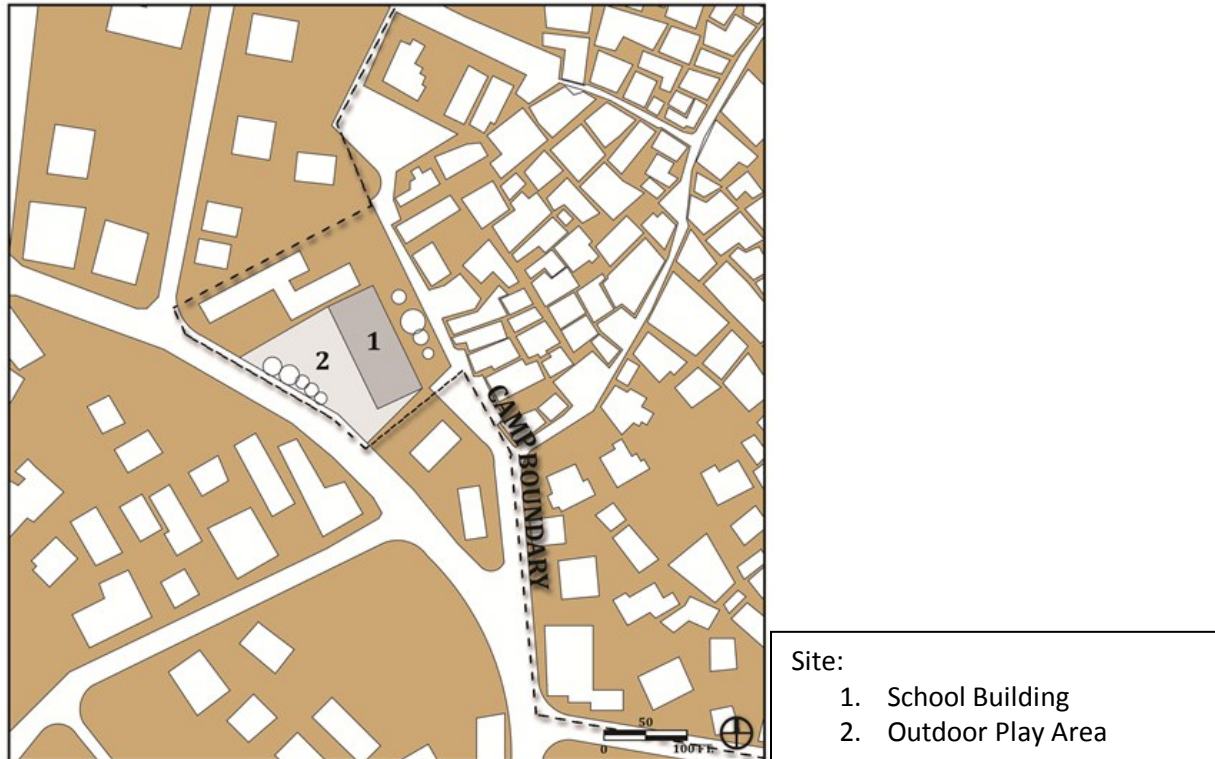 1
2
CAMP BOUNDARY
50
0 100 Ft.
Site:
1. School Building
2. Outdoor Play Area